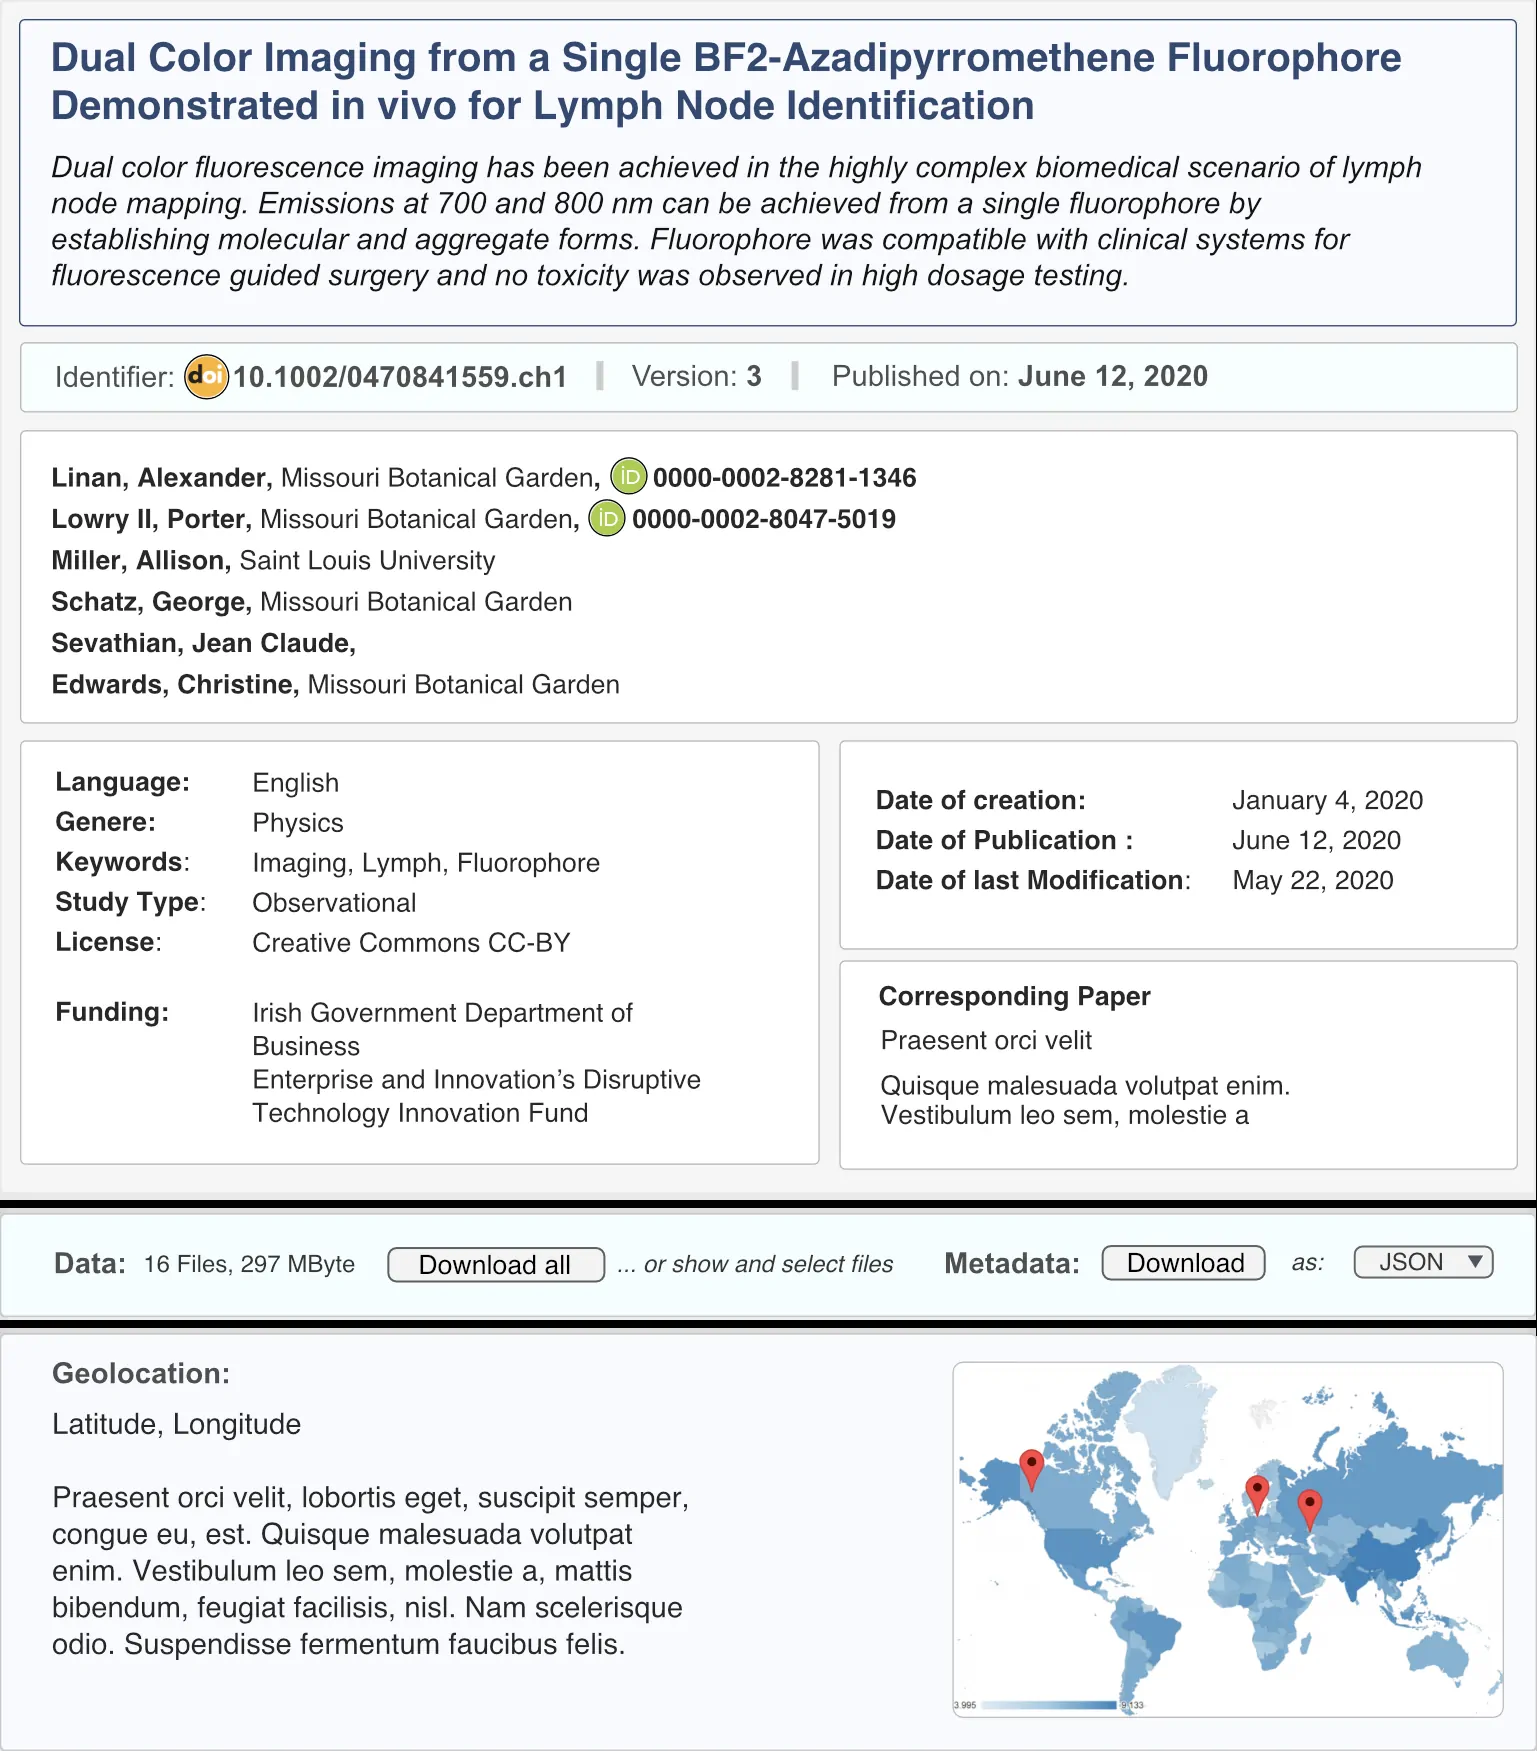 Dual Color Imaging from a Single BF2-Azadipyrromethene Fluorophore
Demonstrated in vivo for Lymph Node Identification
Dual color fluorescence imaging has been achieved in the highly complex biomedical scenario of lymph
node mapping. Emissions at 700 and 800 nm can be achieved from a single fluorophore by
establishing molecular and aggregate forms. Fluorophore was compatible with clinical systems for
fluorescence guided surgery and no toxicity was observed in high dosage testing.
Identifier: doi 10.1002/0470841559.ch1 | Version: 3 | Published on: June 12, 2020
Linan, Alexander, Missouri Botanical Garden, iD 0000-0002-8281-1346
Lowry II, Porter, Missouri Botanical Garden, iD 0000-0002-8047-5019
Miller, Allison, Saint Louis University
Schatz, George, Missouri Botanical Garden
Sevathian, Jean Claude,
Edwards, Christine, Missouri Botanical Garden
Language: English
Genere: Physics
Keywords: Imaging, Lymph, Fluorophore
Study Type: Observational
License: Creative Commons CC-BY
Funding: Irish Government Department of
Business
Enterprise and Innovation’s Disruptive
Technology Innovation Fund
Date of creation: January 4, 2020
Date of Publication : June 12, 2020
Date of last Modification: May 22, 2020
Corresponding Paper
Praesent orci velit
Quisque malesuada volutpat enim.
Vestibulum leo sem, molestie a
Data: 16 Files, 297 MByte Download all ... or show and select files Metadata: Download as: JSON ▼
Geolocation:
Latitude, Longitude
Praesent orci velit, lobortis eget, suscipit semper,
congue eu, est. Quisque malesuada volutpat
enim. Vestibulum leo sem, molestie a, mattis
bibendum, feugiat facilisis, nisl. Nam scelerisque
odio. Suspendisse fermentum faucibus felis.
3.995 9.133